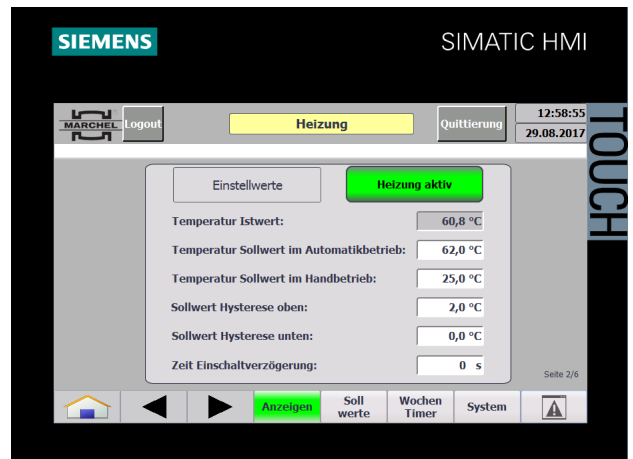 SIEMENS
SIMATIC HMI
TOUCH
MARCHEL
Logout
Heizung
Quittierung
12:58:55
29.08.2017
Einstellwerte
Heizung aktiv
Temperatur Istwert: 60,8 °C
Temperatur Sollwert im Automatikbetrieb: 62,0 °C
Temperatur Sollwert im Handbetrieb: 25,0 °C
Sollwert Hysterese oben: 2,0 °C
Sollwert Hysterese unten: 0,0 °C
Zeit Einschaltverzögerung: 0 s
Seite 2/6
Anzeigen
Soll
werte
Wochen
Timer
System